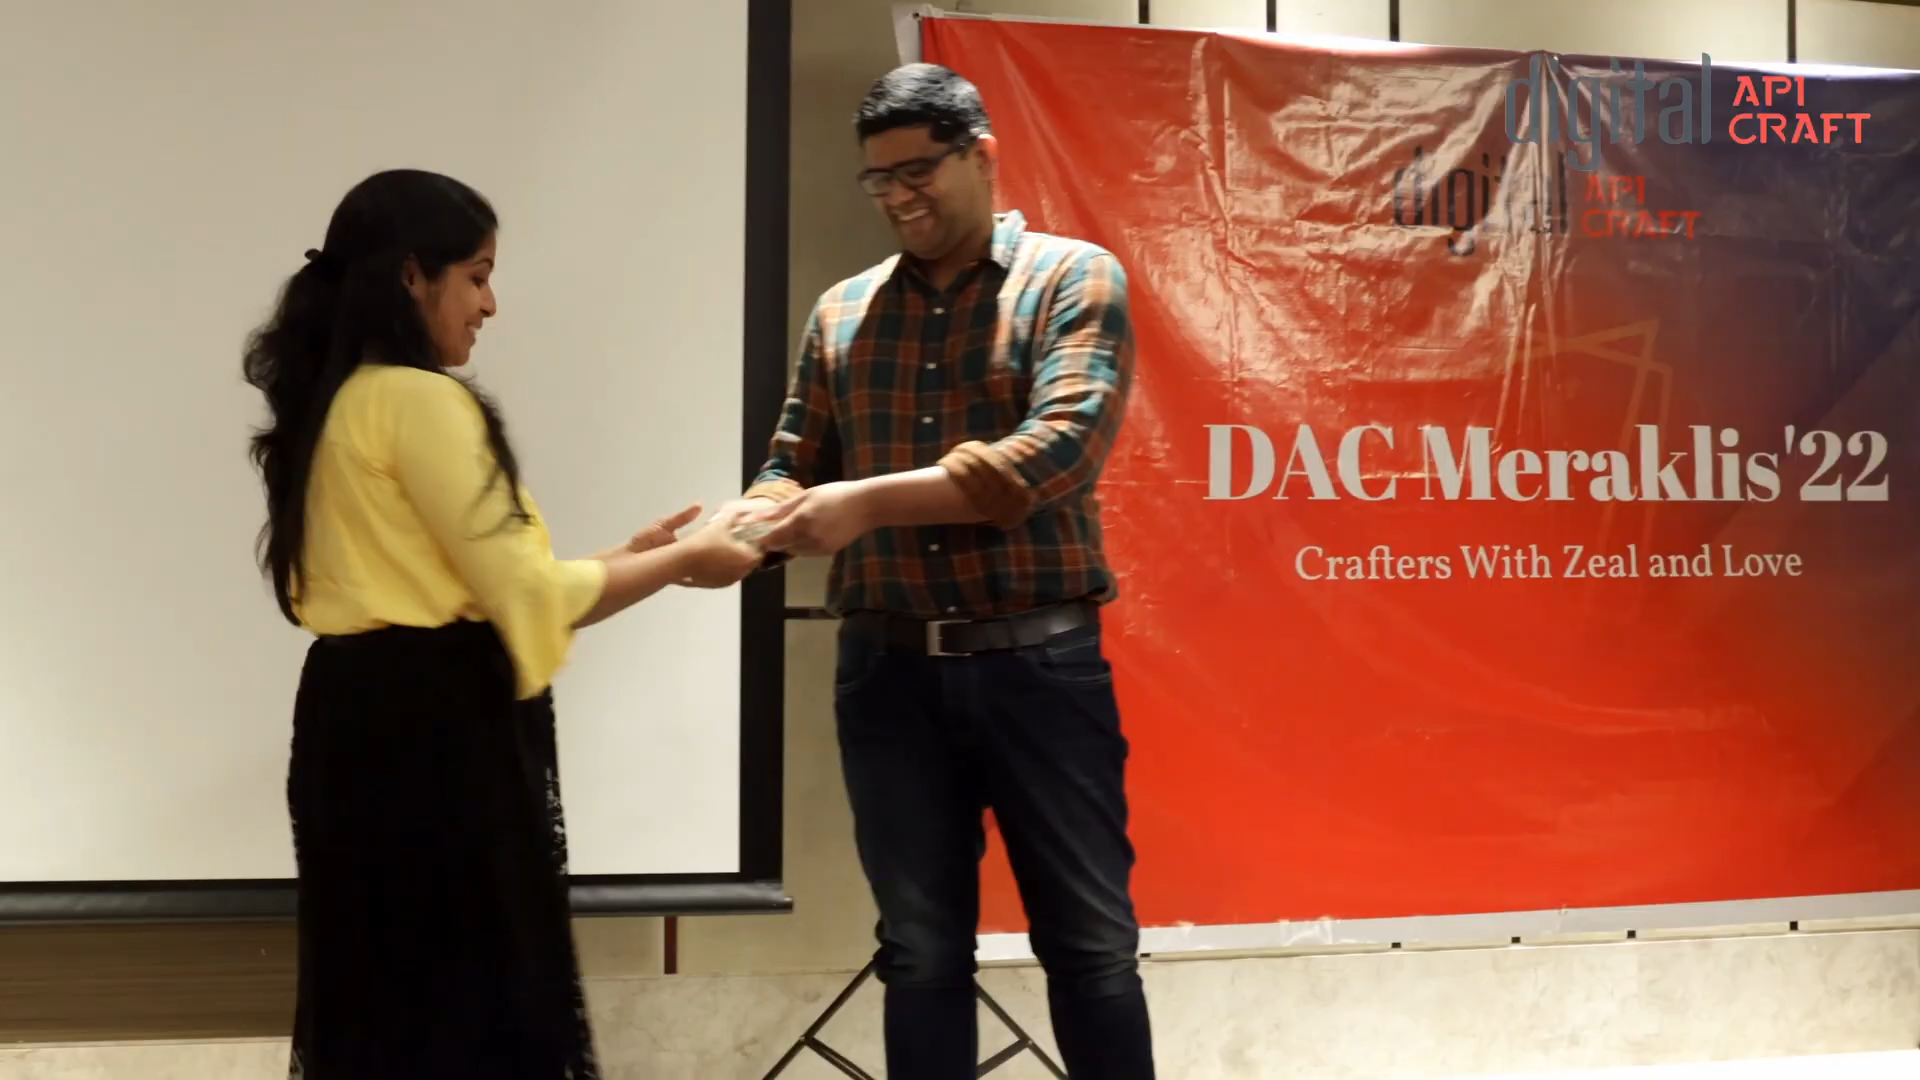 digital API
CRAFT
digital API
CRAFT
DAC Meraklis'22
Crafters With Zeal and Love